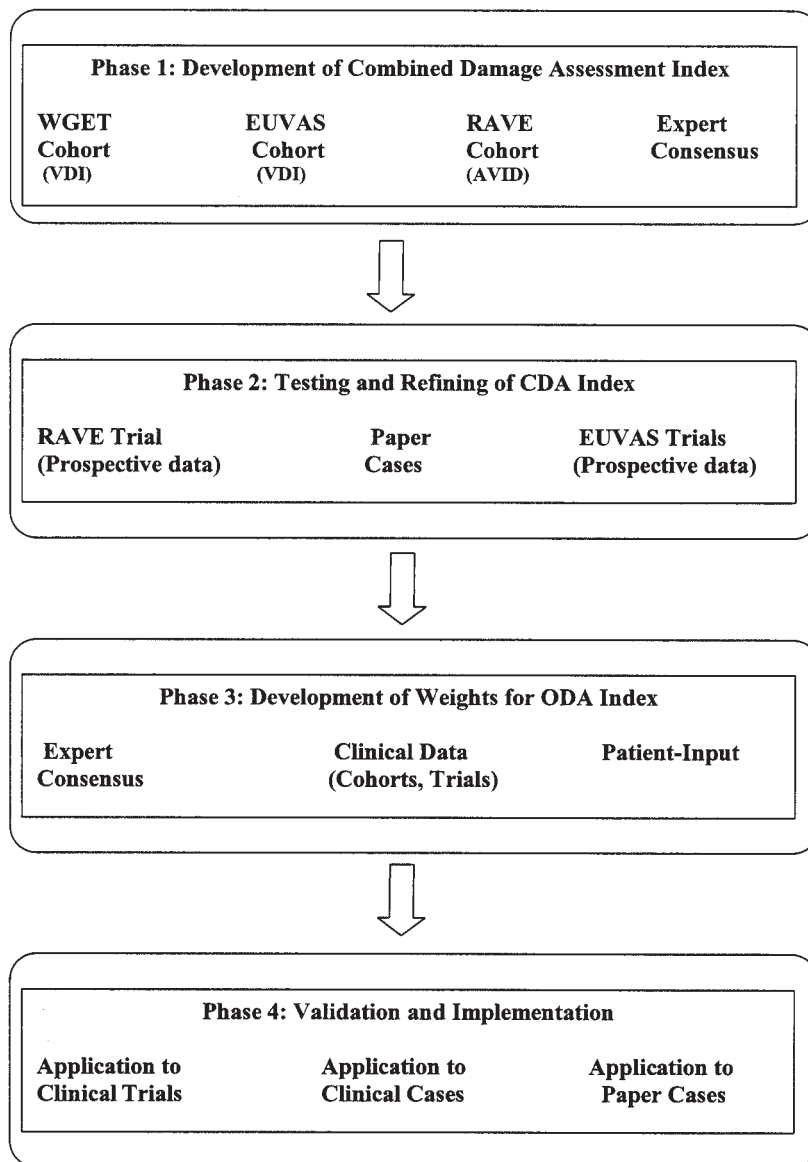 Phase 1: Development of Combined Damage Assessment Index
WGET EUVAS RAVE Expert
Cohort Cohort Cohort Consensus
(VDI) (VDI) (AVID)
Phase 2: Testing and Refining of CDA Index
RAVE Trial Paper EUVAS Trials
(Prospective data) Cases (Prospective data)
Phase 3: Development of Weights for ODA Index
Expert Clinical Data Patient-Input
Consensus (Cohorts, Trials)
Phase 4: Validation and Implementation
Application to Application to Application to
Clinical Trials Clinical Cases Paper Cases